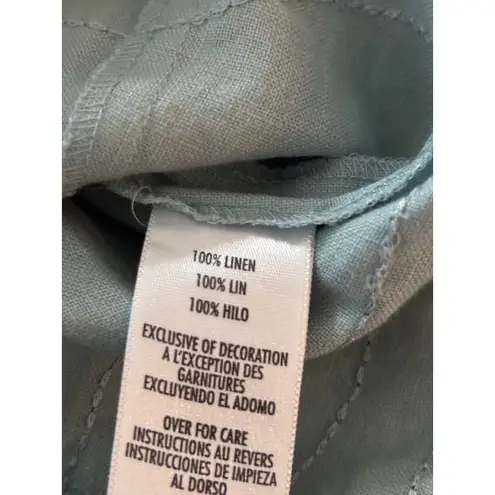 100% LINEN
100% LIN
100% HILO
EXCLUSIVE OF DECORATION
À L'EXCEPTION DES
GARNITURES
EXCLUYENDO EL ADOMO
OVER FOR CARE
INSTRUCTIONS AU REVERS
INSTRUCCIONES DE IMPIEZA
AL DORSO